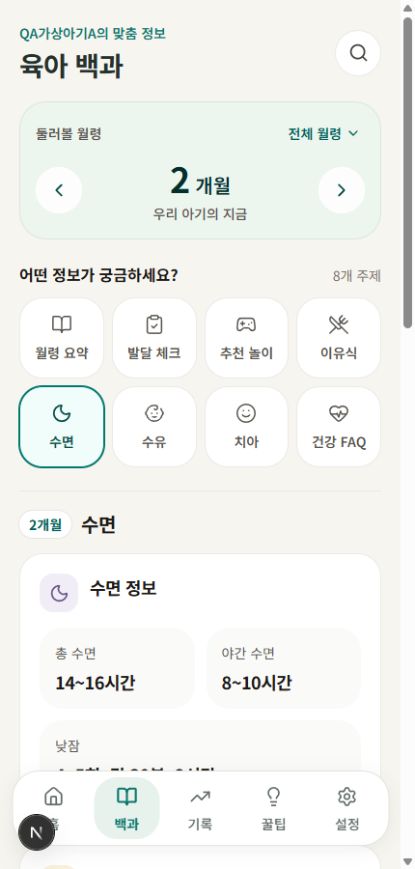 QA가상아기A의 맞춤 정보
육아 백과
둘러볼 월령
전체 월령
2 개월
우리 아기의 지금
어떤 정보가 궁금하세요?
8개 주제
월령 요약
발달 체크
추천 놀이
이유식
수면
수유
치아
건강 FAQ
2개월
수면
수면 정보
총 수면
14~16시간
야간 수면
8~10시간
낮잠
홈
백과
기록
꿀팁
설정
N